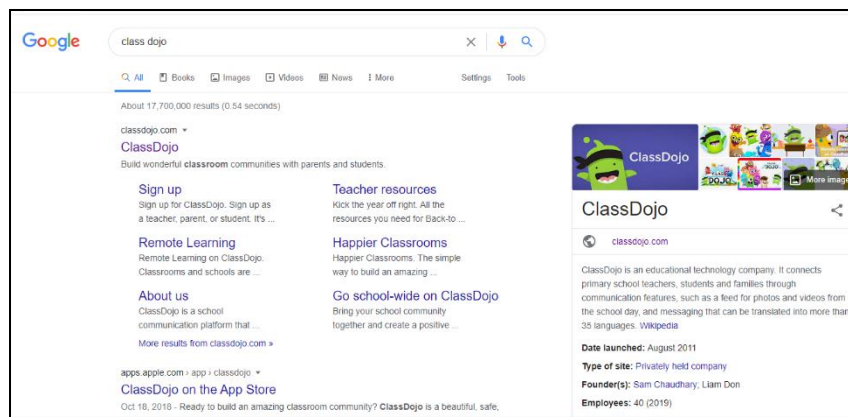 Google
class dojo
All Books Images Videos News More Settings Tools
About 17,700,000 results (0.54 seconds)
classdojo.com
ClassDojo
Build wonderful classroom communities with parents and students.
Sign up
Sign up for ClassDojo. Sign up as
a teacher, parent, or student. It's ...
Teacher resources
Kick the year off right. All the
resources you need for Back-to ...
Remote Learning
Remote Learning on ClassDojo.
Classrooms and schools are ...
Happier Classrooms
Happier Classrooms. The simple
way to build an amazing ...
About us
ClassDojo is a school
communication platform that ...
Go school-wide on ClassDojo
Bring your school community
together and create a positive ...
More results from classdojo.com »
apps.apple.com › app › classdojo
ClassDojo on the App Store
Oct 18, 2018 - Ready to build an amazing classroom community? ClassDojo is a beautiful, safe,
ClassDojo
More image
ClassDojo
classdojo.com
ClassDojo is an educational technology company. It connects
primary school teachers, students and families through
communication features, such as a feed for photos and videos from
the school day, and messaging that can be translated into more than
35 languages. Wikipedia
Date launched: August 2011
Type of site: Privately held company
Founder(s): Sam Chaudhary; Liam Don
Employees: 40 (2019)